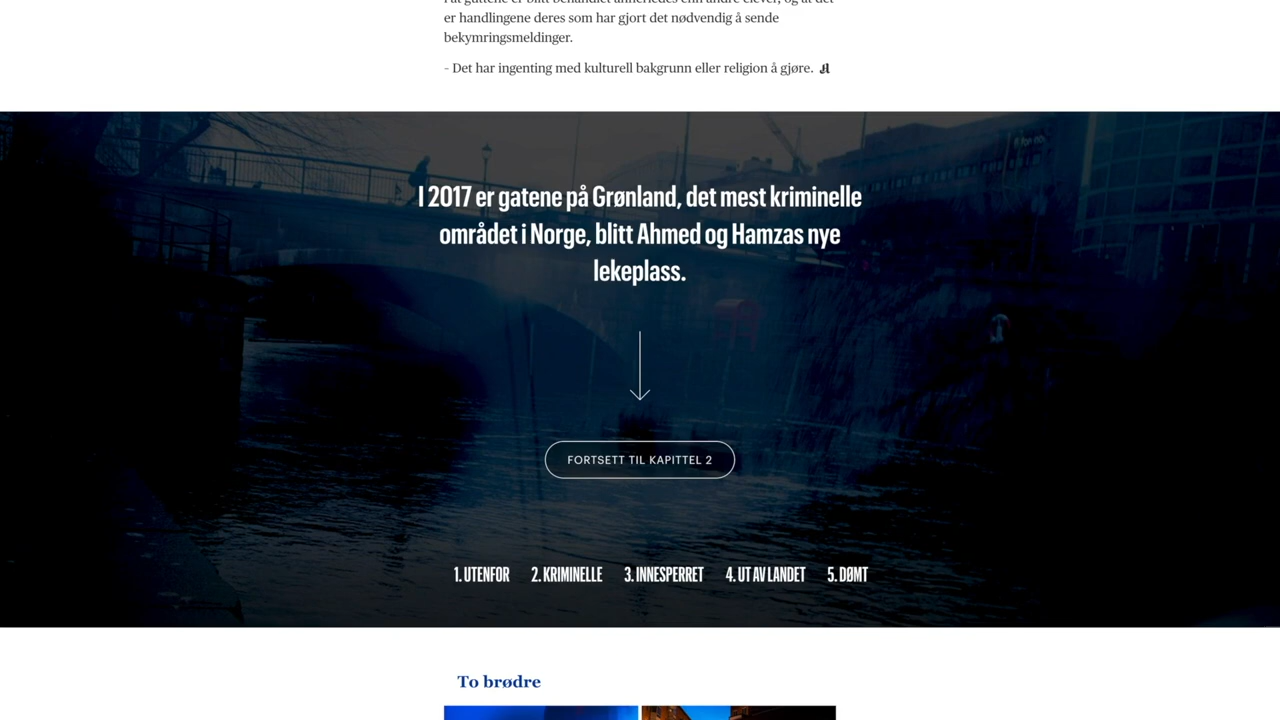 er handlingene deres som har gjort det nødvendig å sende
bekymringsmeldinger.
– Det har ingenting med kulturell bakgrunn eller religion å gjøre.
I 2017 er gatene på Grønland, det mest kriminelle
området i Norge, blitt Ahmed og Hamzas nye
lekeplass.
FORTSETT TIL KAPITTEL 2
1. UTENFOR 2. KRIMINELLE 3. INNESPERRET 4. UT AV LANDET 5. DØMT
To brødre